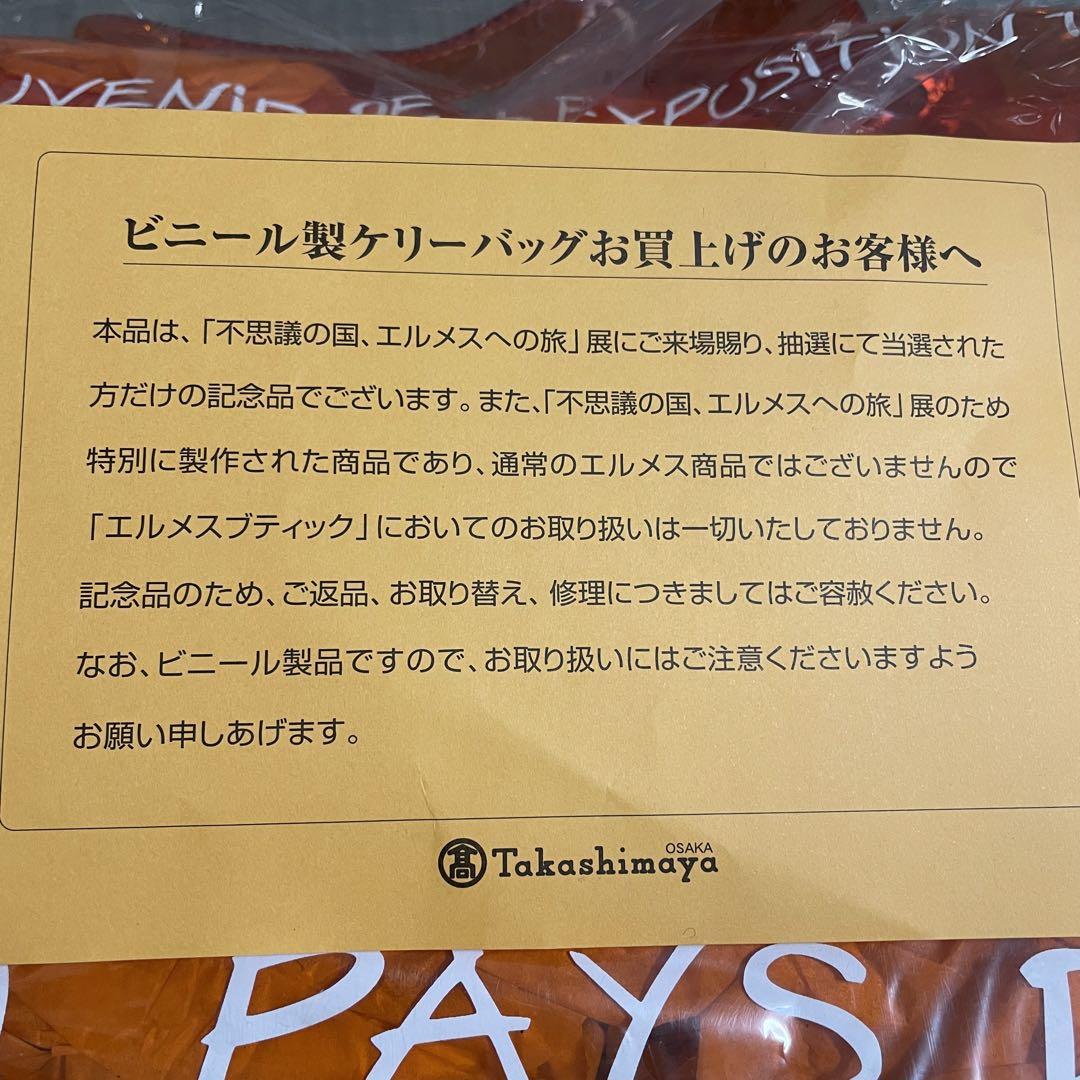 SOUVENIR DE L'EXPOSITION
ビニール製ケリーバッグお買上げのお客様へ
本品は、「不思議の国、エルメスへの旅」展にご来場賜り、抽選にて当選された
方だけの記念品でございます。また、「不思議の国、エルメスへの旅」展のため
特別に製作された商品であり、通常のエルメス商品ではございませんので
「エルメスブティック」においてのお取り扱いは一切いたしておりません。
記念品のため、ご返品、お取り替え、修理につきましてはご容赦ください。
なお、ビニール製品ですので、お取り扱いにはご注意くださいますよう
お願い申しあげます。
髙 Takashimaya OSAKA
PAYS